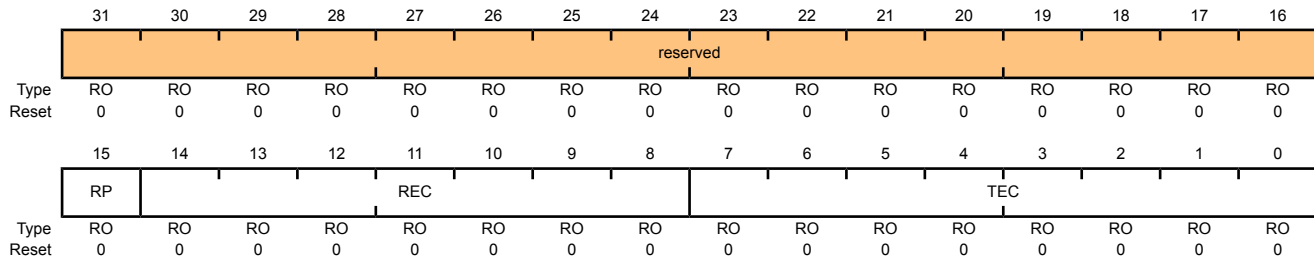 31 30 29 28 27 26 25 24 23 22 21 20 19 18 17 16
reserved
Type RO RO RO RO RO RO RO RO RO RO RO RO RO RO RO RO
Reset 0 0 0 0 0 0 0 0 0 0 0 0 0 0 0 0
15 14 13 12 11 10 9 8 7 6 5 4 3 2 1 0
RP REC TEC
Type RO RO RO RO RO RO RO RO RO RO RO RO RO RO RO RO
Reset 0 0 0 0 0 0 0 0 0 0 0 0 0 0 0 0